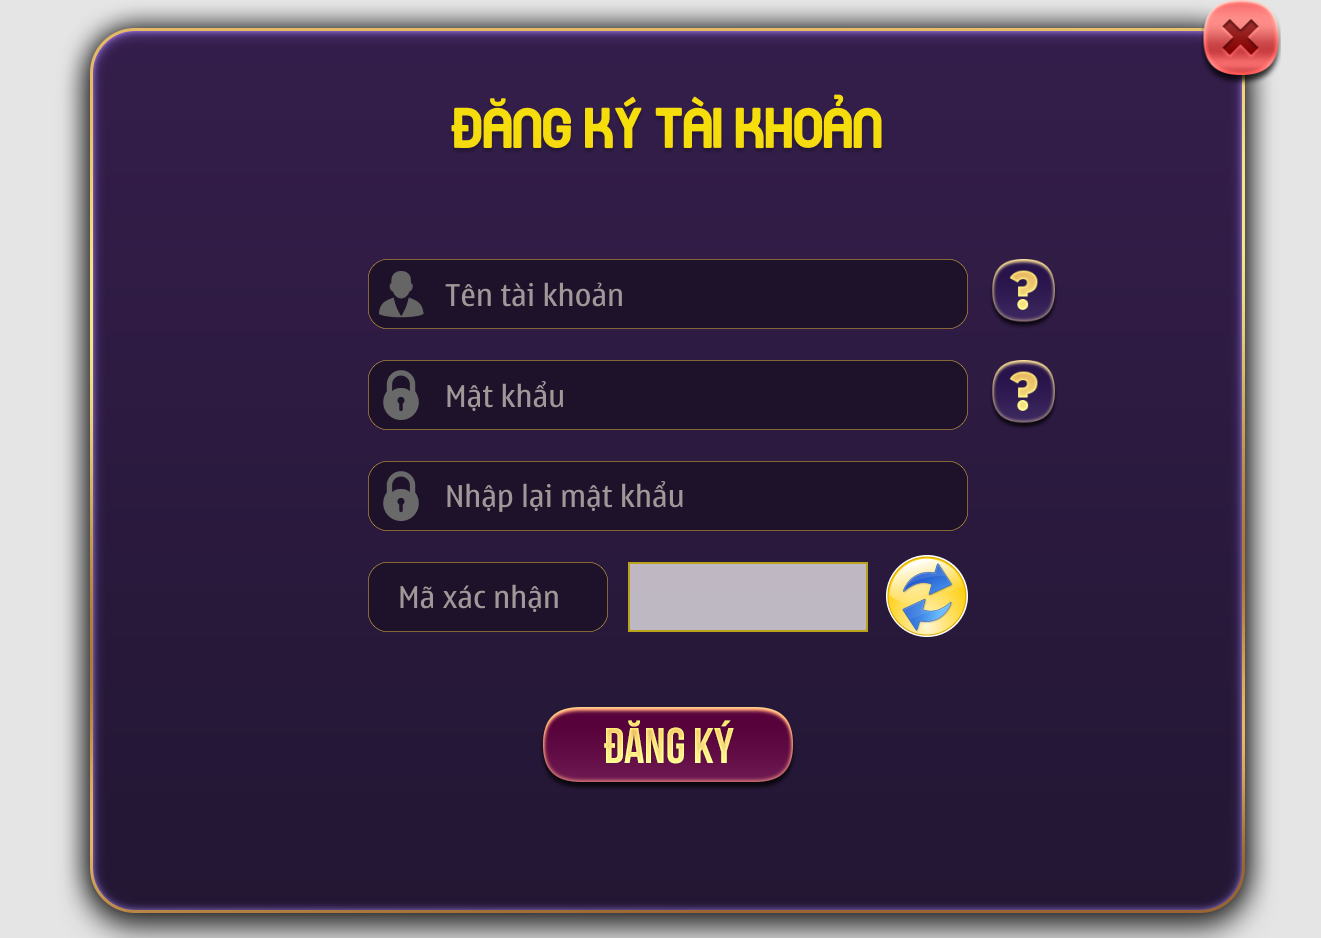 ĐĂNG KÝ TÀI KHOẢN
Tên tài khoản
?
Mật khẩu
?
Nhập lại mật khẩu
Mã xác nhận
ĐĂNG KÝ